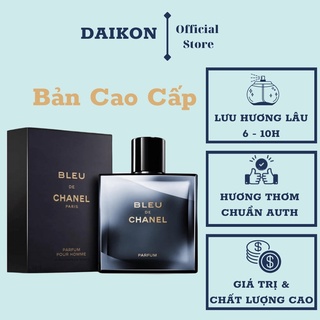 DAIKON
Official
Store
Bản Cao Cấp
BLEU
DE
CHANEL
PARIS
PARFUM
POUR HOMME
BLEU
DE
CHANEL
PARFUM
LƯU HƯƠNG LÂU
6 - 10H
HƯƠNG THƠM
CHUẨN AUTH
GIÁ TRỊ &
CHẤT LƯỢNG CAO